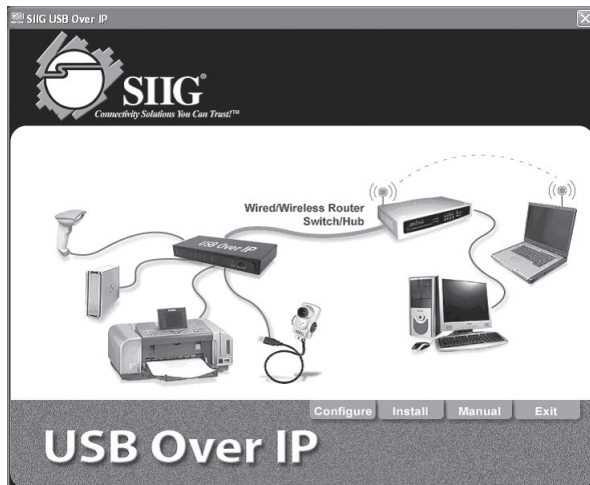 SIIG USB Over IP
SIIG®
Connectivity Solutions You Can Trust!™
Wired/Wireless Router
Switch/Hub
USB Over IP
Configure
Install
Manual
Exit
USB Over IP